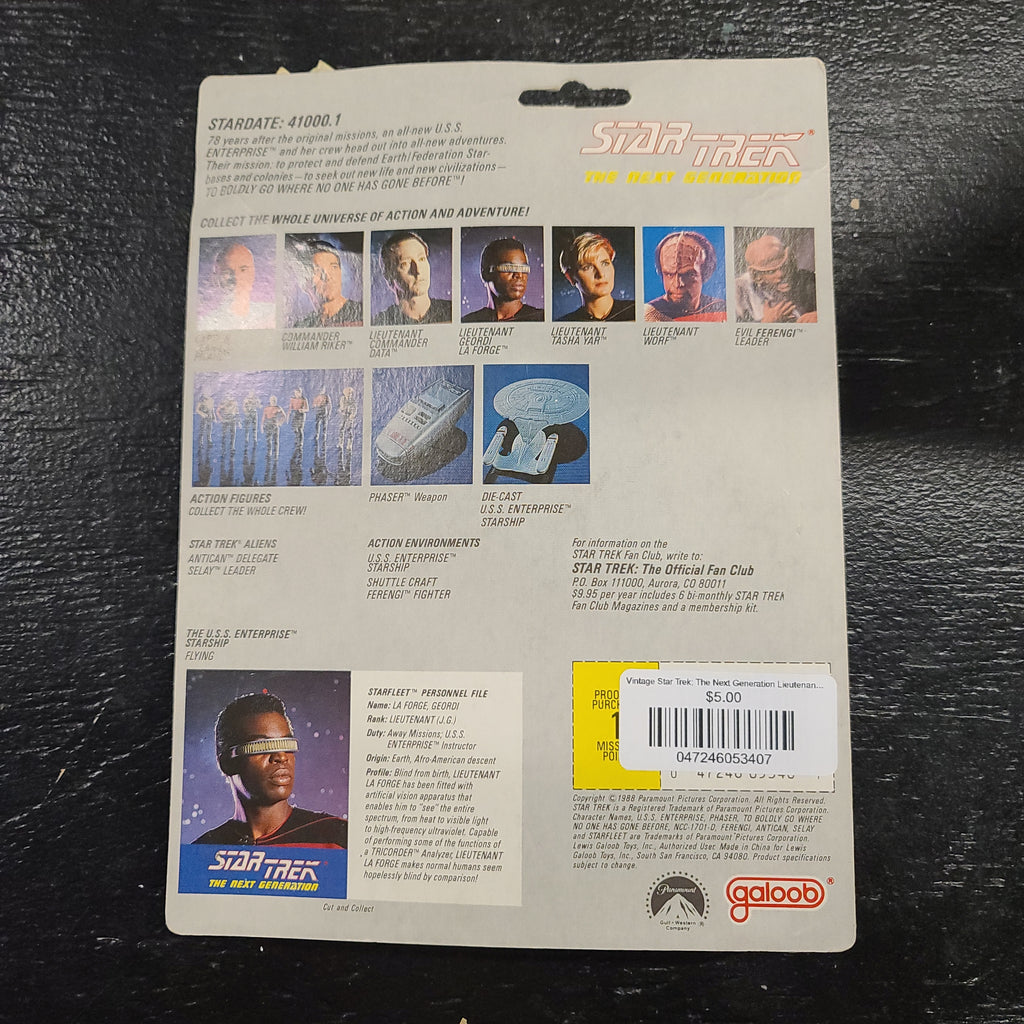 STARDATE: 41000.1
78 years after the original missions, an all-new U.S.S.
ENTERPRISE™ and her crew head out into all-new adventures.
Their mission: to protect and defend Earth/Federation Star-
bases and colonies—to seek out new life and new civilizations—
TO BOLDLY GO WHERE NO ONE HAS GONE BEFORE™!
STAR TREK®
THE NEXT GENERATION
COLLECT THE WHOLE UNIVERSE OF ACTION AND ADVENTURE!
COMMANDER
WILLIAM RIKER™
LIEUTENANT
COMMANDER
DATA™
LIEUTENANT
GEORDI
LA FORGE™
LIEUTENANT
TASHA YAR™
LIEUTENANT
WORF™
EVIL FERENGI™
LEADER
ACTION FIGURES
COLLECT THE WHOLE CREW!
PHASER™ Weapon
DIE-CAST
U.S.S. ENTERPRISE™
STARSHIP
STAR TREK® ALIENS
ANTICAN™ DELEGATE
SELAY™ LEADER
ACTION ENVIRONMENTS
U.S.S. ENTERPRISE™
STARSHIP
SHUTTLE CRAFT
FERENGI™ FIGHTER
For information on the
STAR TREK Fan Club, write to:
STAR TREK: The Official Fan Club
P.O. Box 111000, Aurora, CO 80011
$9.95 per year includes 6 bi-monthly STAR TREK
Fan Club Magazines and a membership kit.
THE U.S.S. ENTERPRISE™
STARSHIP
FLYING
STARFLEET™ PERSONNEL FILE
Name: LA FORGE, GEORDI
Rank: LIEUTENANT (J.G.)
Duty: Away Missions; U.S.S.
ENTERPRISE™ Instructor
Origin: Earth, Afro-American descent
Profile: Blind from birth, LIEUTENANT
LA FORGE has been fitted with
artificial vision apparatus that
enables him to "see" the entire
spectrum, from heat to visible light
to high-frequency ultraviolet. Capable
of performing some of the functions of
a TRICORDER™ Analyzer, LIEUTENANT
LA FORGE makes normal humans seem
hopelessly blind by comparison!
STAR TREK
THE NEXT GENERATION
Cut and Collect
Vintage Star Trek: The Next Generation Lieutenan...
$5.00
047246053407
Copyright © 1988 Paramount Pictures Corporation. All Rights Reserved.
STAR TREK is a Registered Trademark of Paramount Pictures Corporation.
Character Names, U.S.S. ENTERPRISE, PHASER, TO BOLDLY GO WHERE
NO ONE HAS GONE BEFORE, NCC-1701-D, FERENGI, ANTICAN, SELAY
and STARFLEET are Trademarks of Paramount Pictures Corporation.
Lewis Galoob Toys, Inc., Authorized User. Made in China for Lewis
Galoob Toys, Inc., South San Francisco, CA 94080. Product specifications
subject to change.
Paramount
A
Gulf+Western
Company
®
galoob®